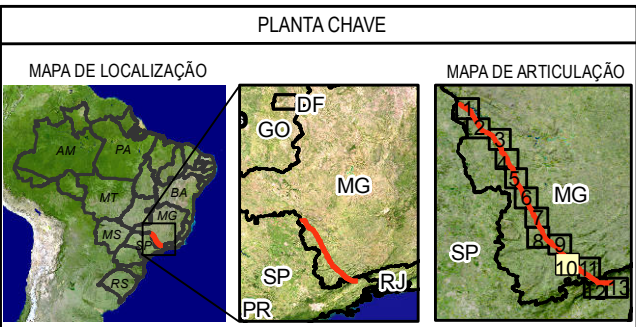 PLANTA CHAVE
MAPA DE LOCALIZAÇÃO
AM
PA
MT
BA
MG
MS
SP
RS
DF
GO
MG
SP
RJ
PR
MAPA DE ARTICULAÇÃO
1
2
3
4
5
6
MG
7
8
9
SP
10
11
12
13